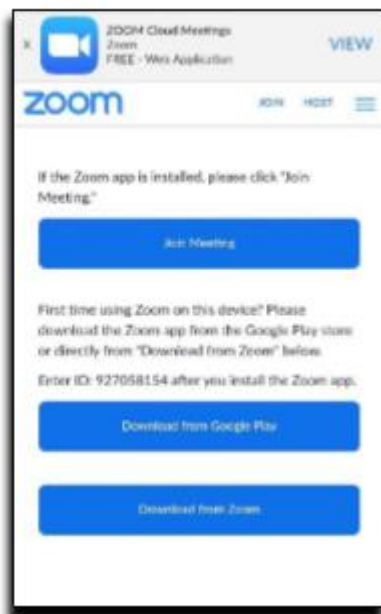 × ZOOM Cloud Meetings VIEW
Zoom
FREE - Web Application
zoom JOIN HOST
If the Zoom app is installed, please click "Join
Meeting."
Join Meeting
First time using Zoom on this device? Please
download the Zoom app from the Google Play store
or directly from "Download from Zoom" below.
Enter ID: 927058154 after you install the Zoom app.
Download from Google Play
Download from Zoom